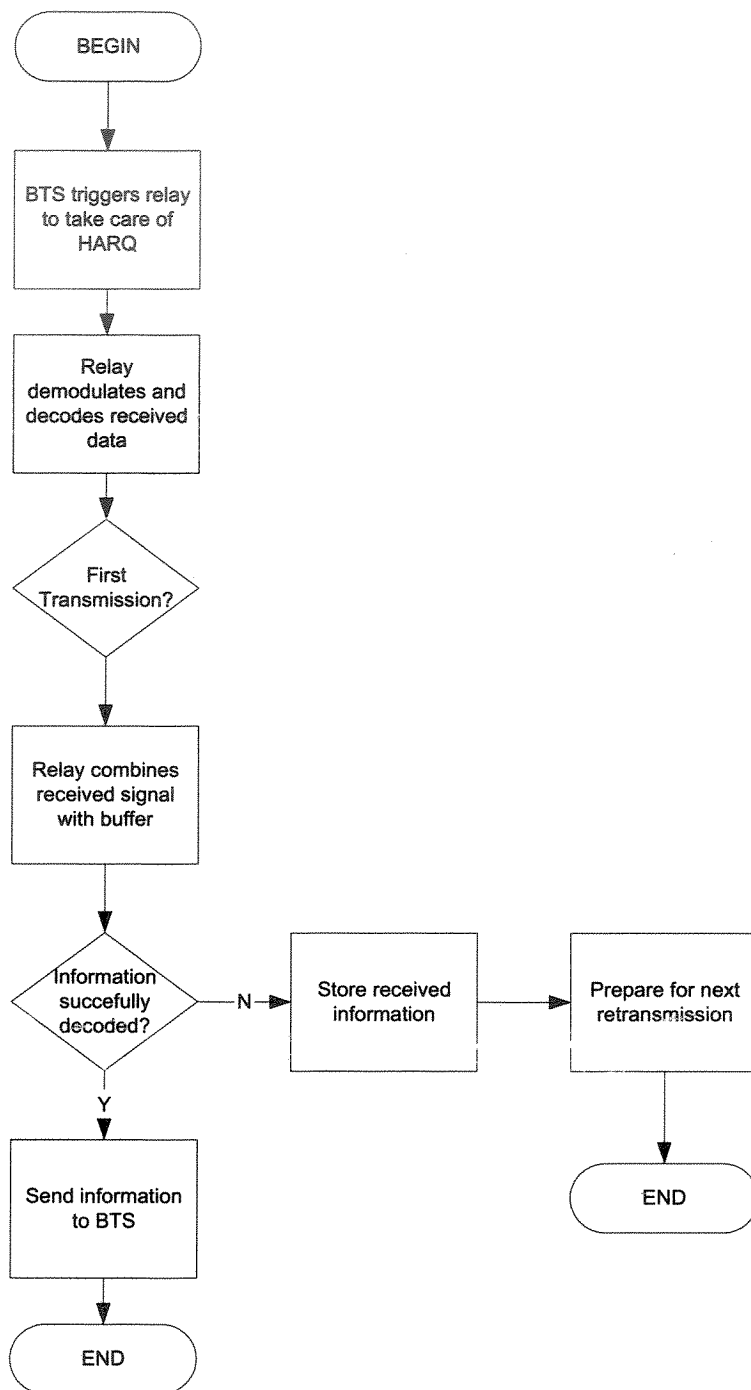 BEGIN
BTS triggers relay
to take care of
HARQ
Relay
demodulates and
decodes received
data
First
Transmission?
Relay combines
received signal
with buffer
Information
succefully
decoded?
N
Store received
information
Prepare for next
retransmission
Y
Send information
to BTS
END
END